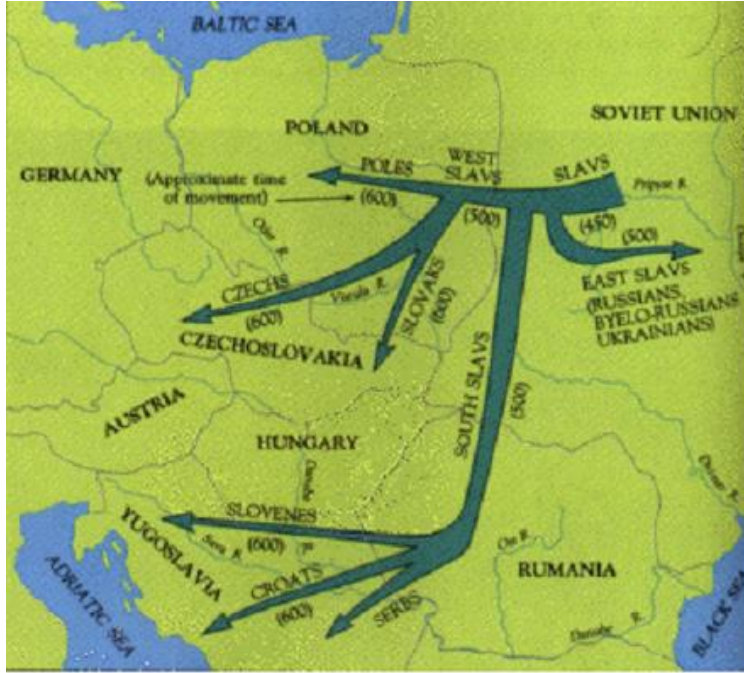 BALTIC SEA
SOVIET UNION
POLAND
GERMANY
(Approximate time
of movement)
POLES
(600)
WEST
SLAVS
(500)
SLAVS
(450)
Pripyat R.
(500)
EAST SLAVS
(RUSSIANS,
BYELO-RUSSIANS
UKRAINIANS)
R.
CZECHS
(600)
Vistula R.
SLOVAKS
(600)
CZECHOSLOVAKIA
AUSTRIA
HUNGARY
Danube
SOUTH SLAVS
(500)
R.
SLOVENES
(600)
R.
YUGOSLAVIA
Sava R.
CROATS
(600)
SERBS
ADRIATIC SEA
RUMANIA
Danube R.
BLACK SEA